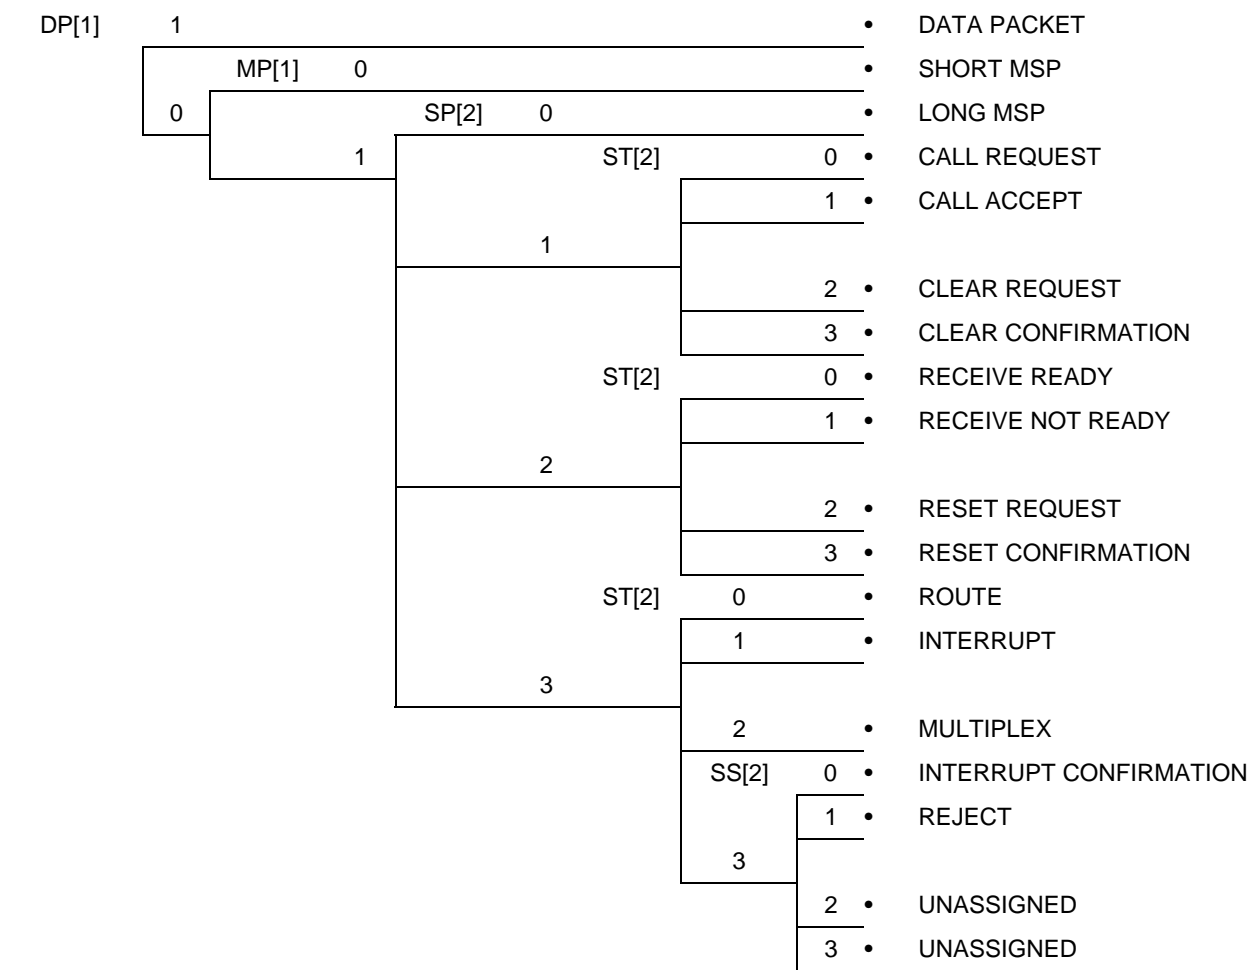 DP[1] 1 • DATA PACKET
MP[1] 0 • SHORT MSP
0 SP[2] 0 • LONG MSP
1 ST[2] 0 • CALL REQUEST
1 • CALL ACCEPT
1
2 • CLEAR REQUEST
3 • CLEAR CONFIRMATION
ST[2] 0 • RECEIVE READY
1 • RECEIVE NOT READY
2
2 • RESET REQUEST
3 • RESET CONFIRMATION
ST[2] 0 • ROUTE
1 • INTERRUPT
3
2 • MULTIPLEX
SS[2] 0 • INTERRUPT CONFIRMATION
1 • REJECT
3
2 • UNASSIGNED
3 • UNASSIGNED